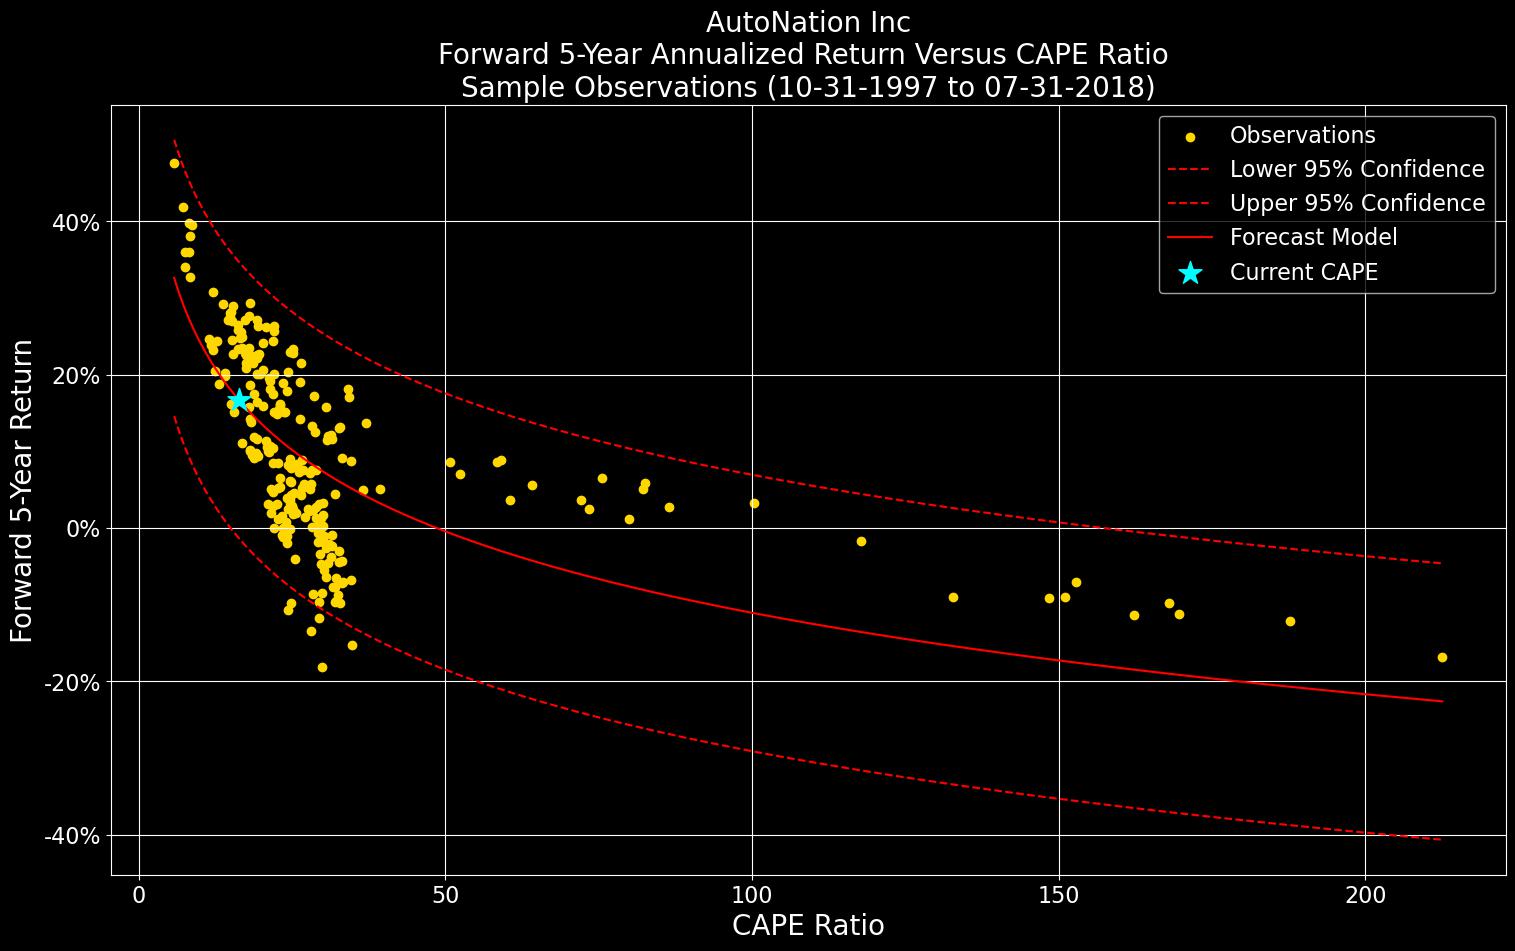 AutoNation Inc
Forward 5-Year Annualized Return Versus CAPE Ratio
Sample Observations (10-31-1997 to 07-31-2018)
Observations
Lower 95% Confidence
Upper 95% Confidence
Forecast Model
Current CAPE
Forward 5-Year Return
40%
20%
0%
-20%
-40%
0 50 100 150 200
CAPE Ratio